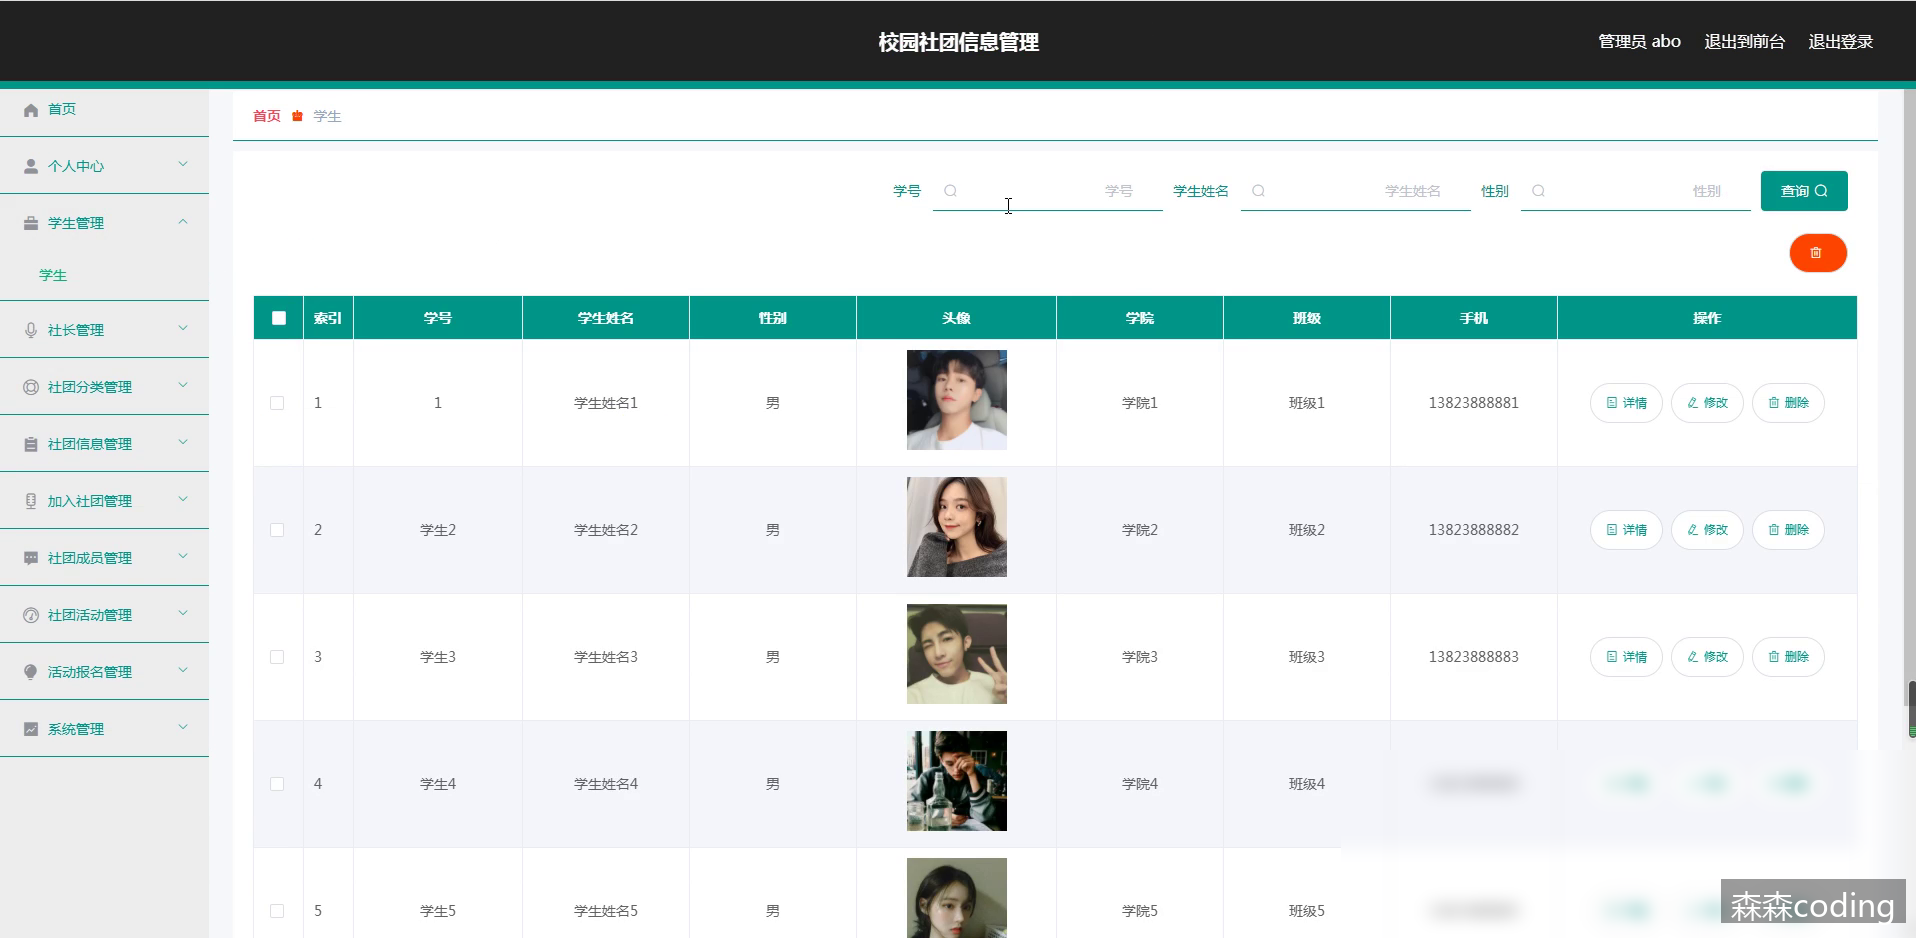 校园社团信息管理
管理员 abo 退出到前台 退出登录
首页
个人中心
学生管理
学生
社长管理
社团分类管理
社团信息管理
加入社团管理
社团成员管理
社团活动管理
活动报名管理
系统管理
首页 学生
学号 学号 学生姓名 学生姓名 性别 性别 查询
索引 学号 学生姓名 性别 头像 学院 班级 手机 操作
1 1 学生姓名1 男 学院1 班级1 13823888881 详情 修改 删除
2 学生2 学生姓名2 男 学院2 班级2 13823888882 详情 修改 删除
3 学生3 学生姓名3 男 学院3 班级3 13823888883 详情 修改 删除
4 学生4 学生姓名4 男 学院4 班级4
5 学生5 学生姓名5 男 学院5 班级5
森森coding